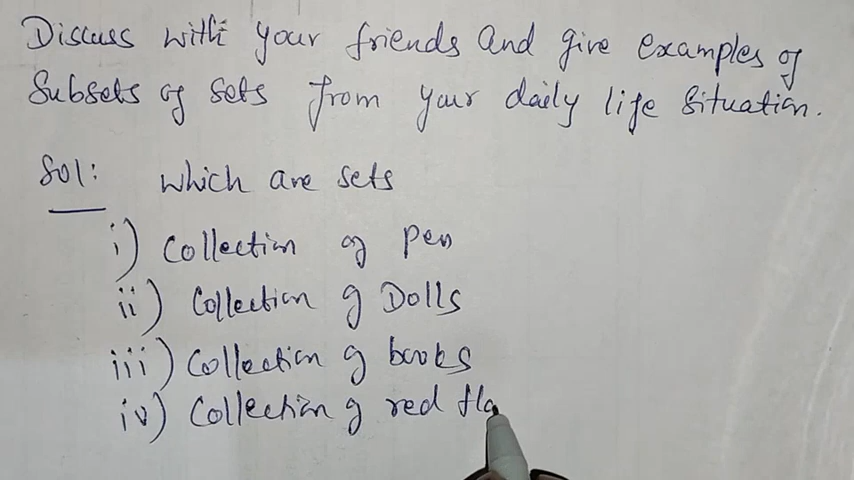 Discuss with your friends and give examples of
Subsets of sets from your daily life situation.
Sol: which are sets
i) Collection of Pen
ii) Collection of Dolls
iii) Collection of books
iv) Collection of red flo